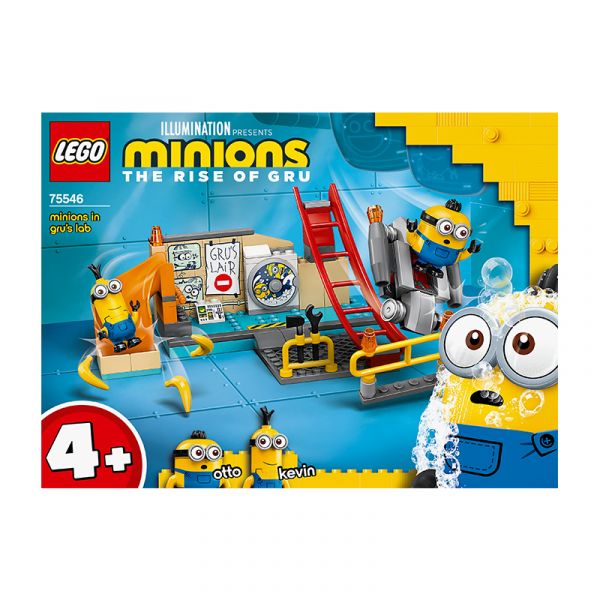 LEGO
75546
minions in
gru's lab
ILLUMINATION PRESENTS
minions
THE RISE OF GRU
GRU'S
LAIR
4+
otto
kevin